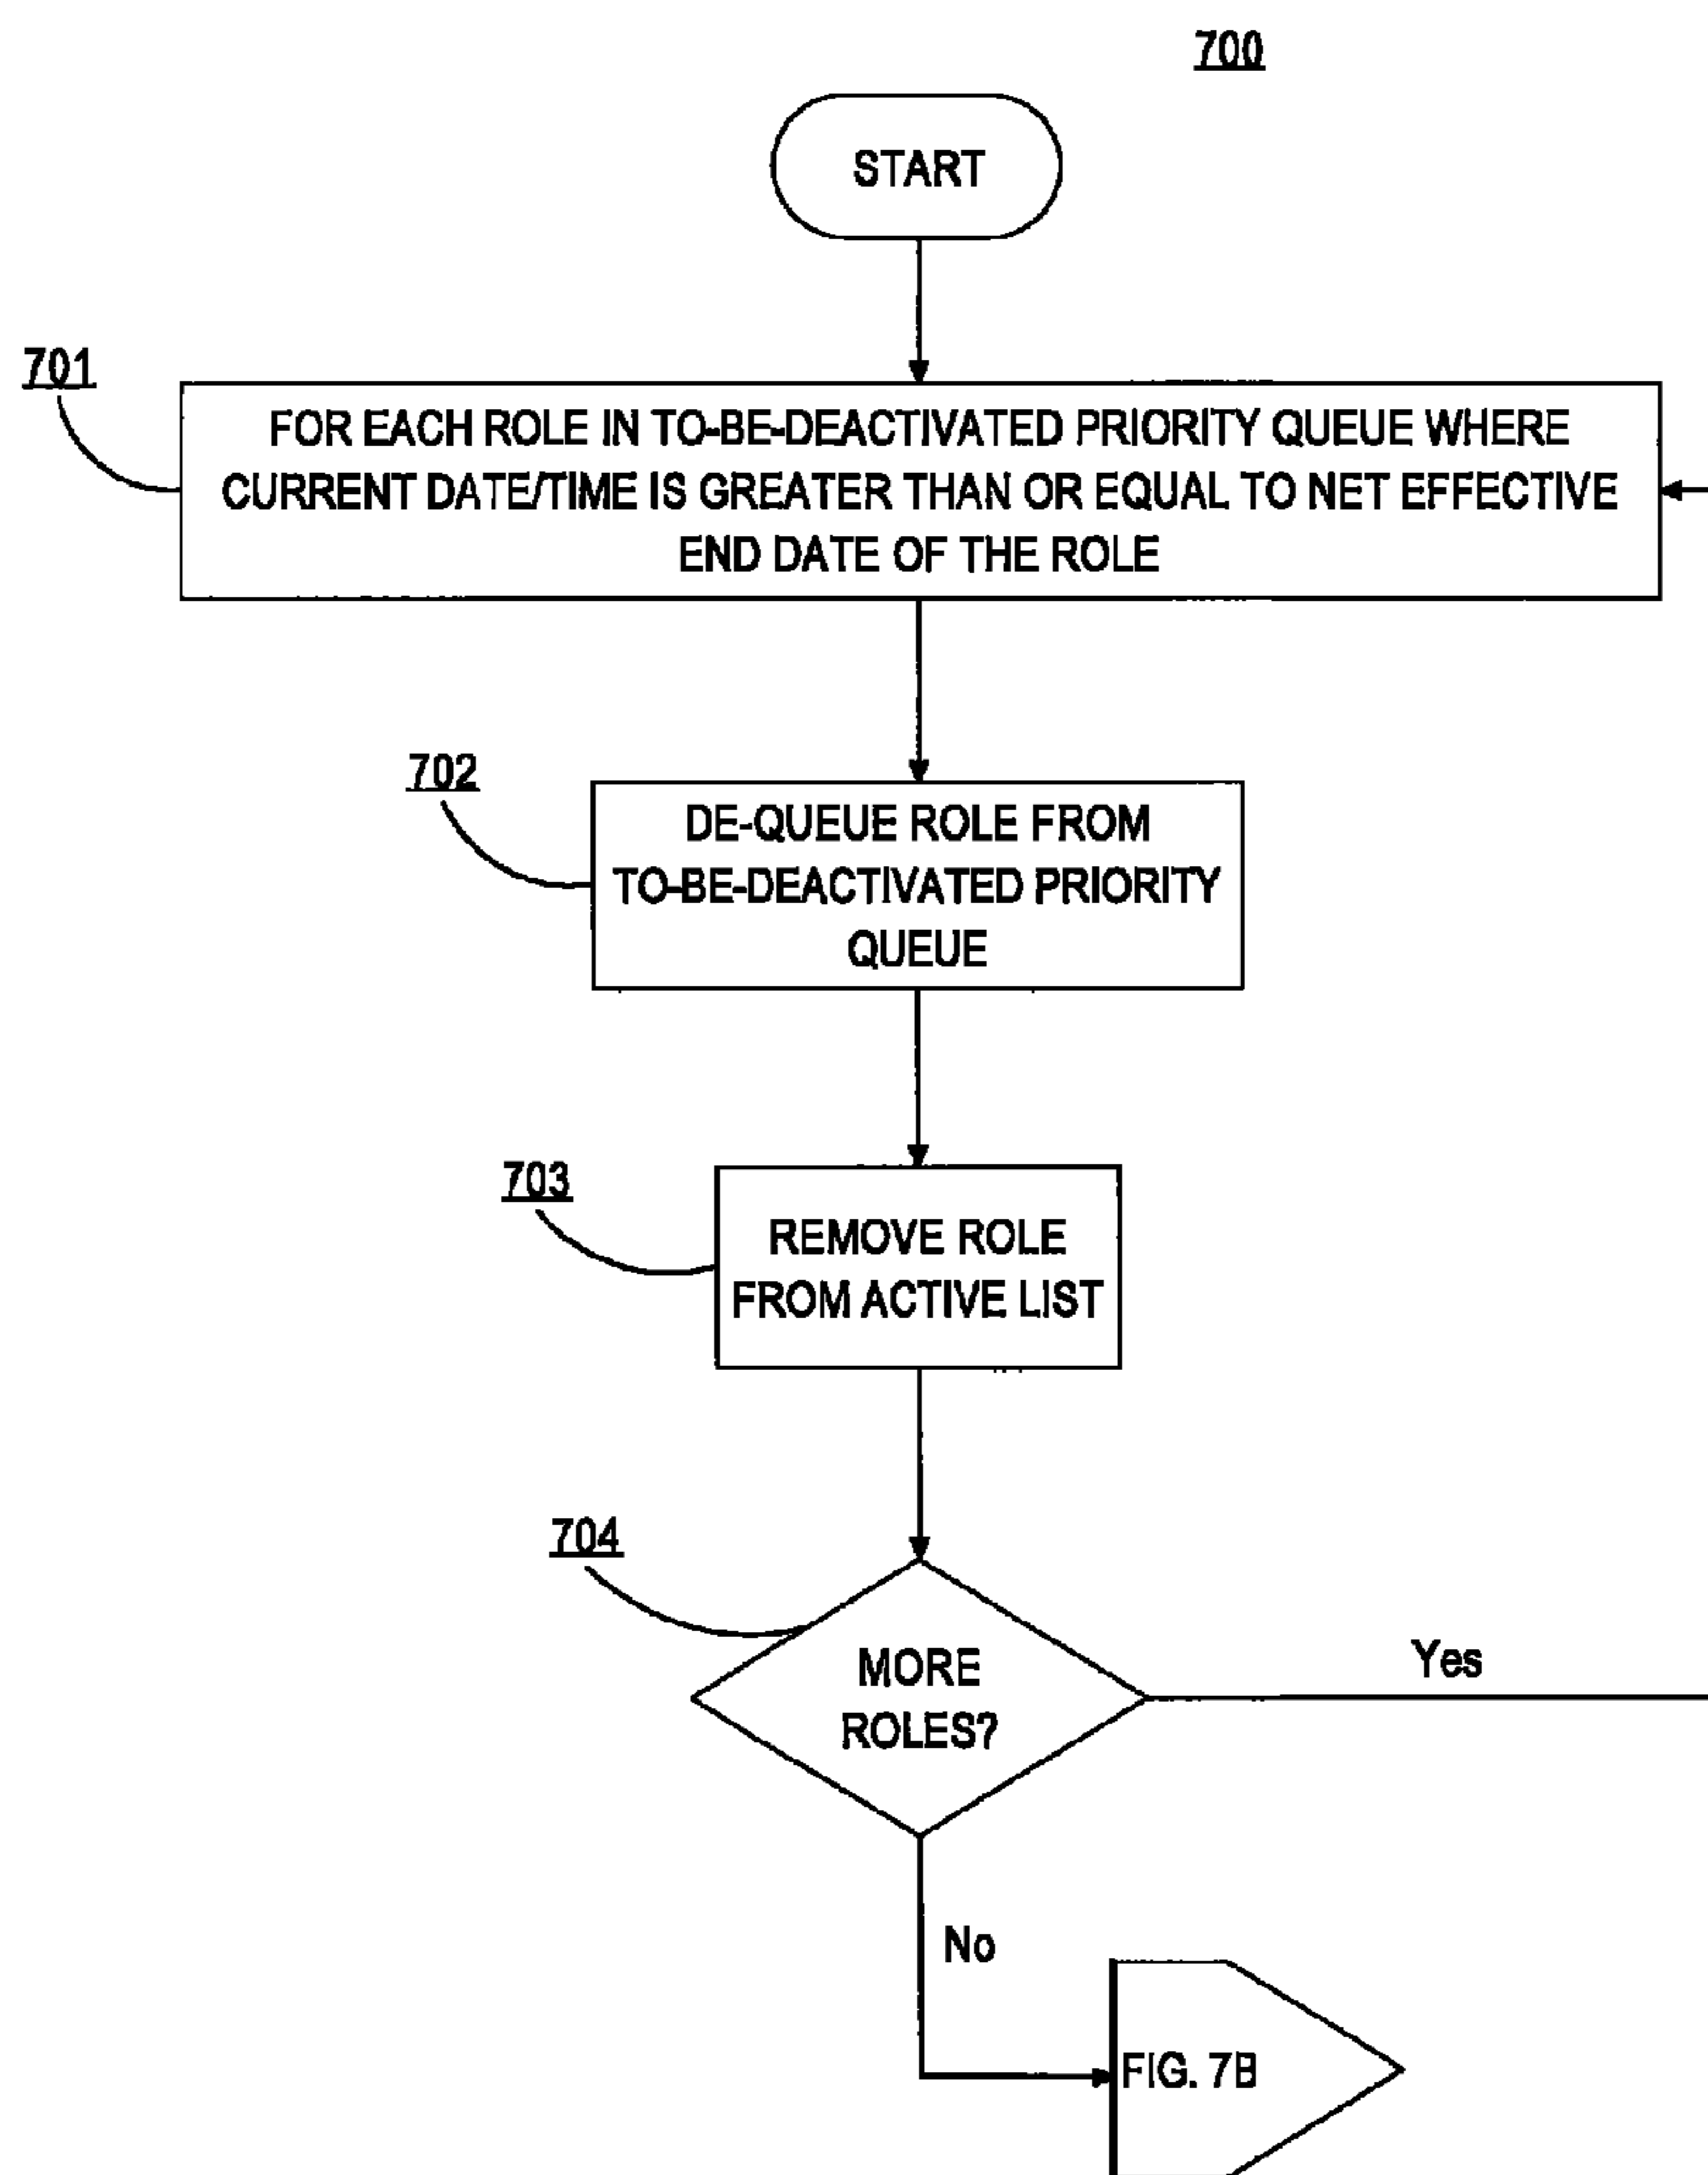 700
START
701
FOR EACH ROLE IN TO-BE-DEACTIVATED PRIORITY QUEUE WHERE
CURRENT DATE/TIME IS GREATER THAN OR EQUAL TO NET EFFECTIVE
END DATE OF THE ROLE
702
DE-QUEUE ROLE FROM
TO-BE-DEACTIVATED PRIORITY
QUEUE
703
REMOVE ROLE
FROM ACTIVE LIST
704
MORE
ROLES?
Yes
No
FIG. 7B